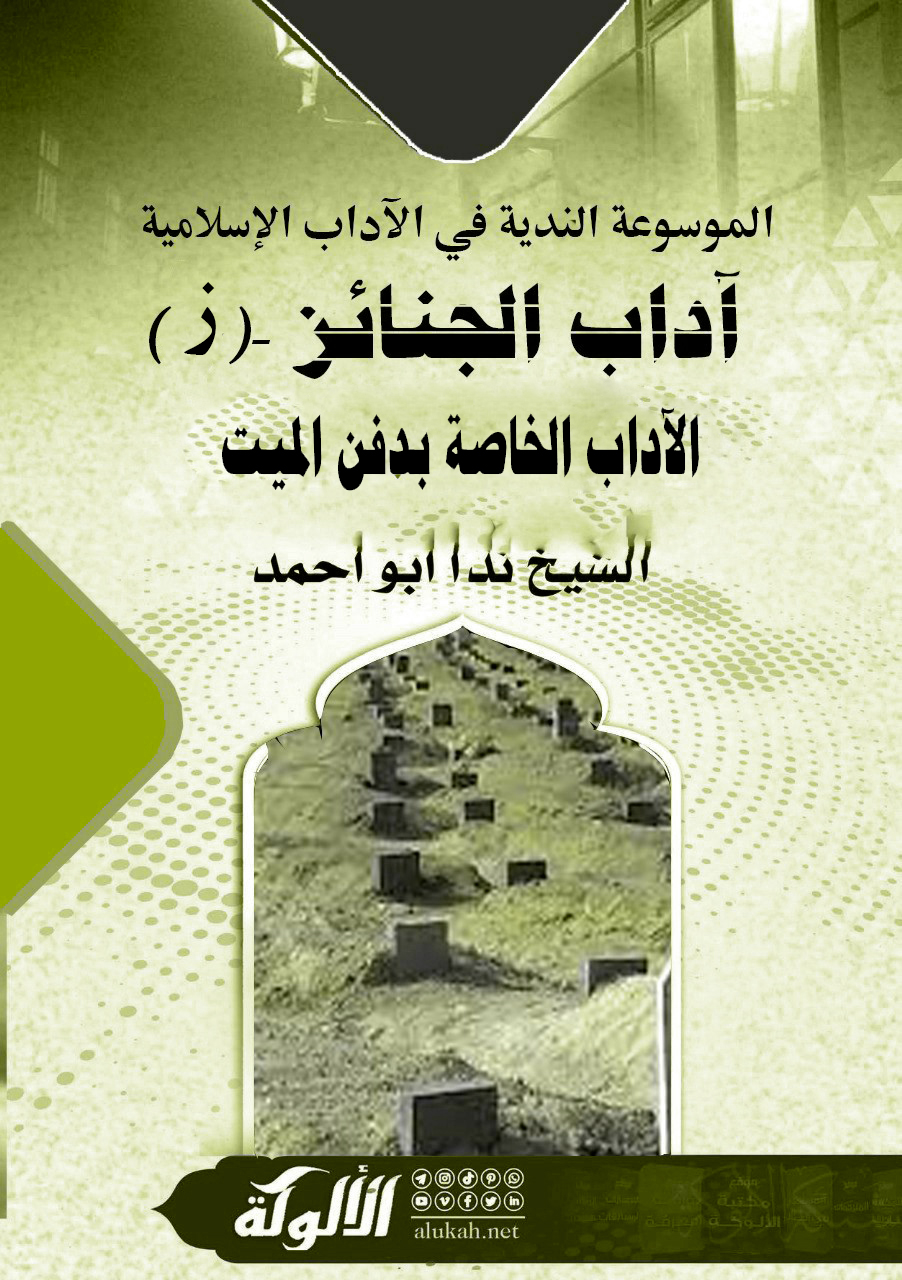 الموسوعة الندية في الآداب الإسلامية
آداب الجنائز -( ز )
الآداب الخاصة بدفن الميت
الشيخ ندا ابو احمد
الألوكة
alukah.net